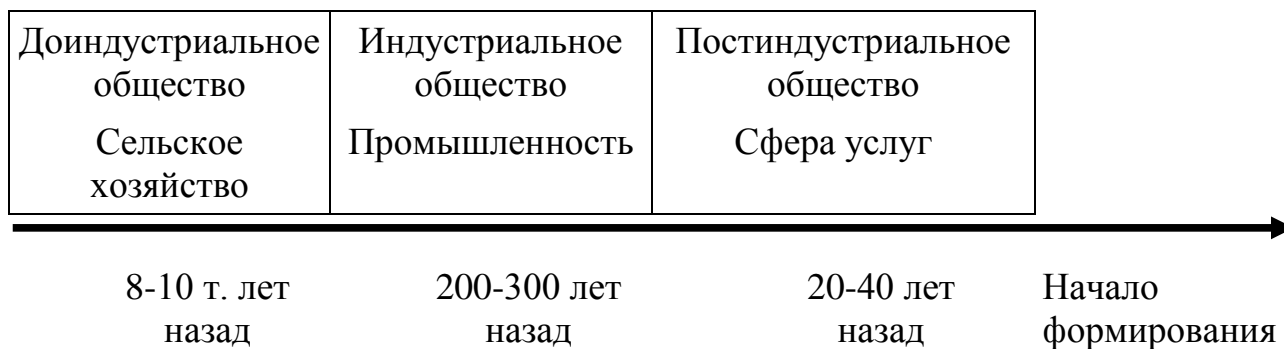 Доиндустриальное
общество
Сельское
хозяйство
Индустриальное
общество
Промышленность
Постиндустриальное
общество
Сфера услуг
8-10 т. лет
назад
200-300 лет
назад
20-40 лет
назад
Начало
формирования